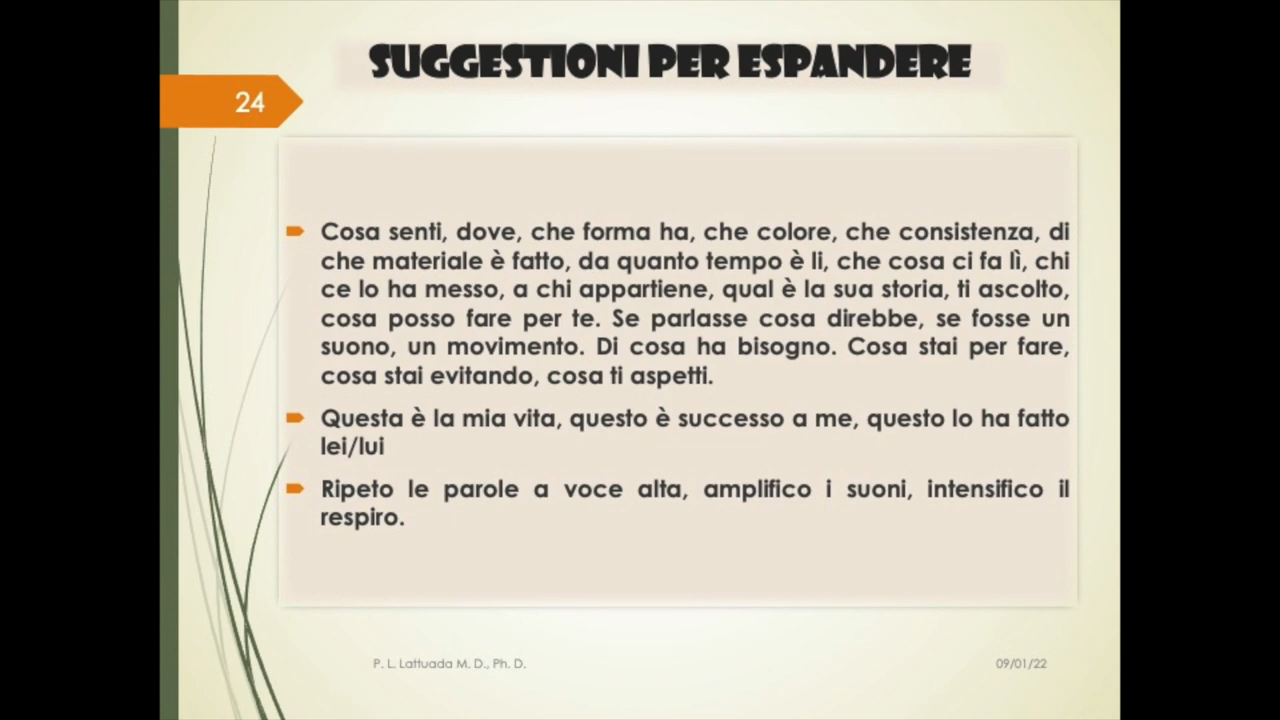 SUGGESTIONI PER ESPANDERE
24
Cosa senti, dove, che forma ha, che colore, che consistenza, di
che materiale è fatto, da quanto tempo è li, che cosa ci fa lì, chi
ce lo ha messo, a chi appartiene, qual è la sua storia, ti ascolto,
cosa posso fare per te. Se parlasse cosa direbbe, se fosse un
suono, un movimento. Di cosa ha bisogno. Cosa stai per fare,
cosa stai evitando, cosa ti aspetti.
Questa è la mia vita, questo è successo a me, questo lo ha fatto
lei/lui
Ripeto le parole a voce alta, amplifico i suoni, intensifico il
respiro.
P. L. Lattuada M. D., Ph. D.
09/01/22